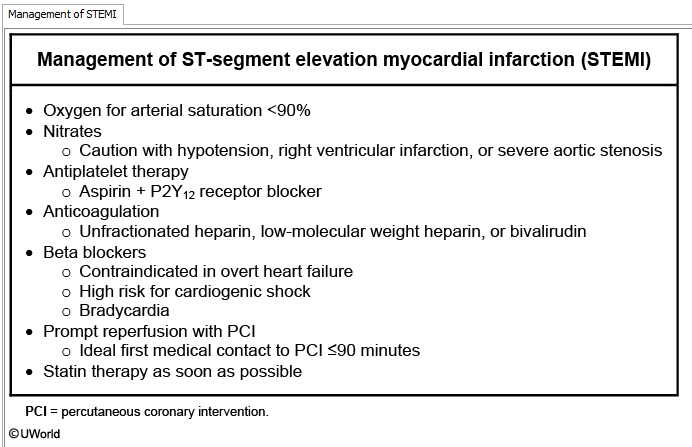 Management of STEMI
Management of ST-segment elevation myocardial infarction (STEMI)
• Oxygen for arterial saturation <90%
• Nitrates
o Caution with hypotension, right ventricular infarction, or severe aortic stenosis
• Antiplatelet therapy
o Aspirin + P2Y₁₂ receptor blocker
• Anticoagulation
o Unfractionated heparin, low-molecular weight heparin, or bivalirudin
• Beta blockers
o Contraindicated in overt heart failure
o High risk for cardiogenic shock
o Bradycardia
• Prompt reperfusion with PCI
o Ideal first medical contact to PCI ≤90 minutes
• Statin therapy as soon as possible
PCI = percutaneous coronary intervention.
©UWorld